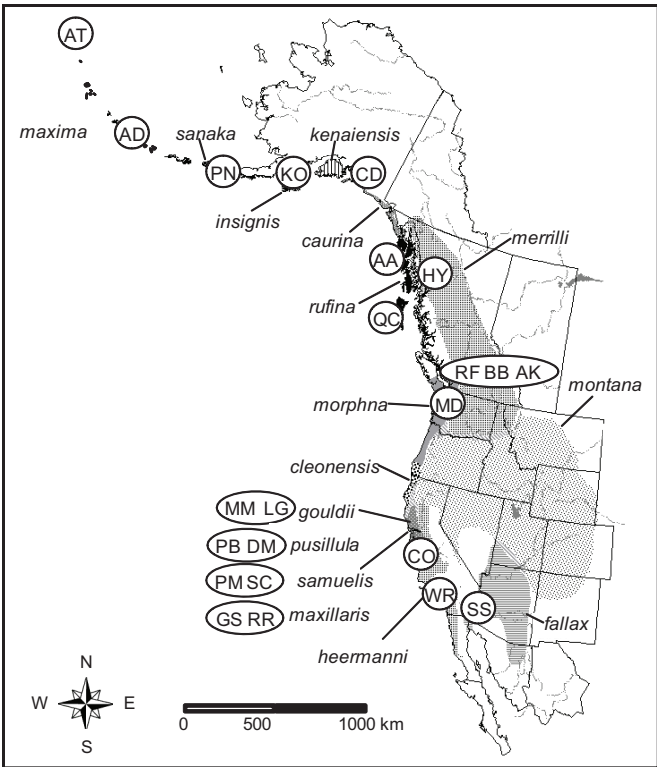 AT
maxima
AD
sanaka
kenaiensis
PN
KO
CD
insignis
caurina
merrilli
AA
HY
rufina
QC
RF BB AK
montana
morphna
MD
cleonensis
MM LG gouldii
PB DM pusillula
CO
PM SC samuelis
WR
SS
GS RR maxillaris
fallax
heermanni
N
W E
S
0 500 1000 km